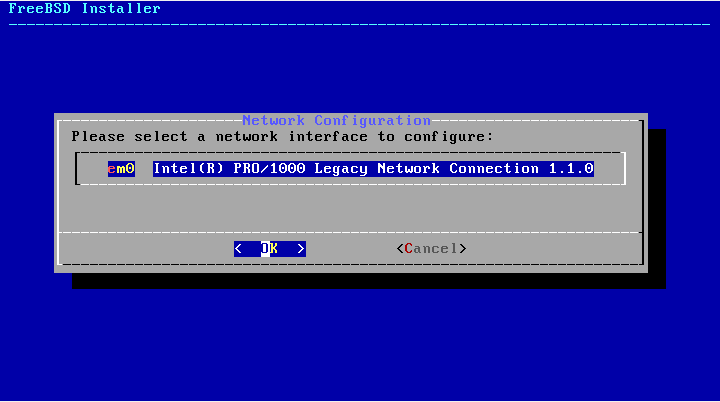 FreeBSD Installer
Network Configuration
Please select a network interface to configure:
em0 Intel(R) PRO/1000 Legacy Network Connection 1.1.0
< OK > <Cancel>